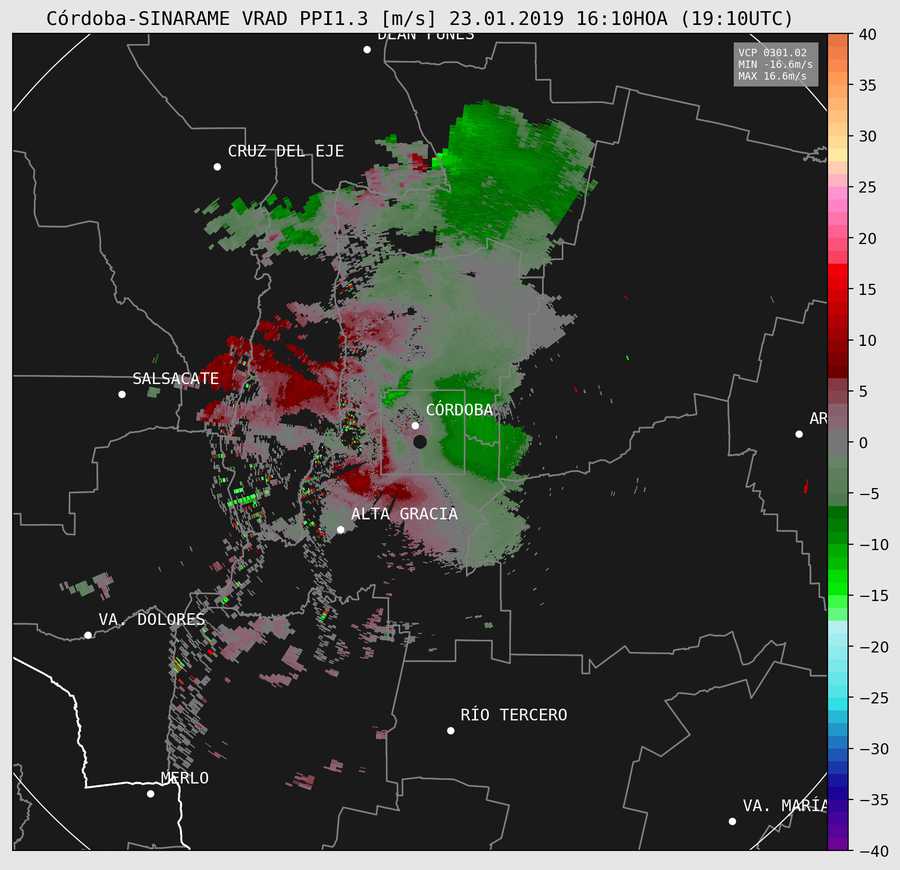 Córdoba-SINARAME VRAD PPI1.3 [m/s] 23.01.2019 16:10HOA (19:10UTC)
DEAN FUNES
VCP 0301.02
MIN -16.6m/s
MAX 16.6m/s
CRUZ DEL EJE
SALSACATE
CÓRDOBA
AR
ALTA GRACIA
VA. DOLORES
RÍO TERCERO
MERLO
VA. MARÍA
40
35
30
25
20
15
10
5
0
−5
−10
−15
−20
−25
−30
−35
−40